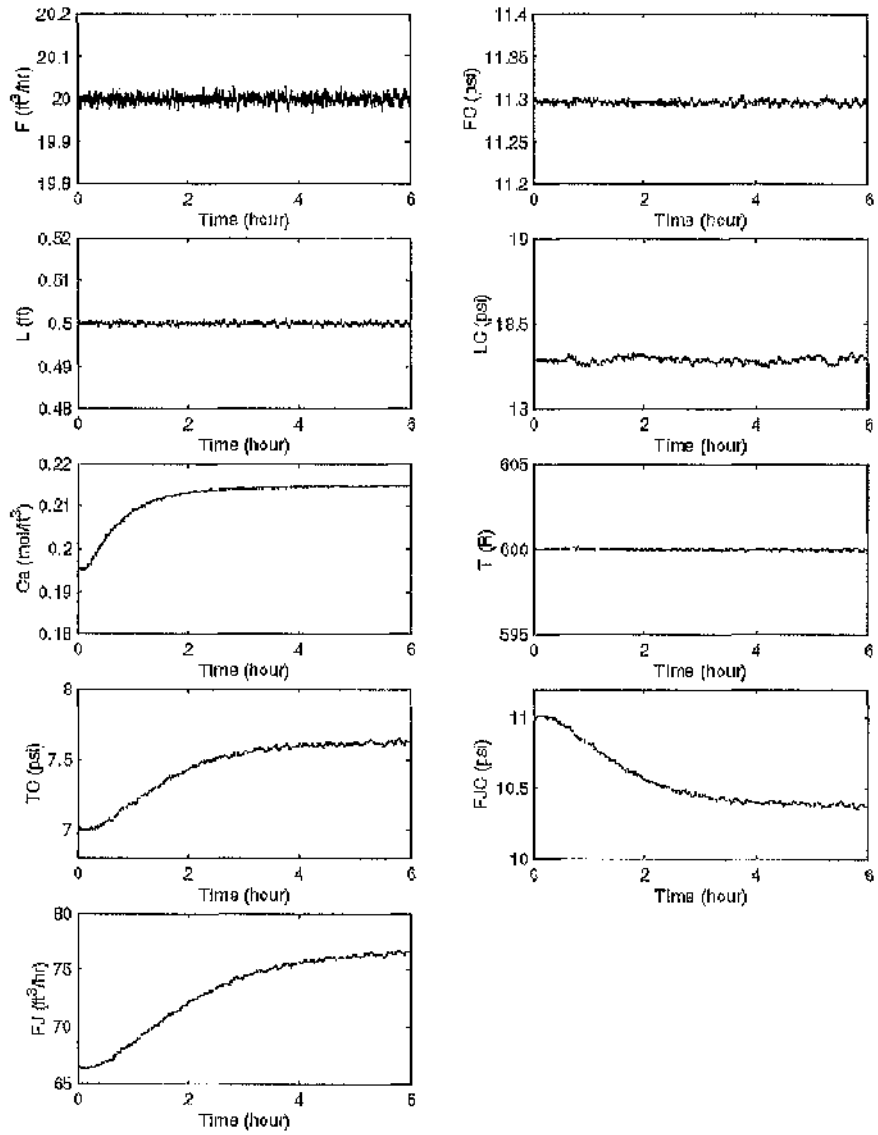 20.2
20.1
20
19.9
19.8
F (ft³/hr)
0 2 4 6
Time (hour)
11.4
11.35
11.3
11.25
11.2
FC (psi)
0 2 4 6
Time (hour)
0.52
0.51
0.5
0.49
0.48
L (ft)
0 2 4 6
Time (hour)
19
18.5
13
LC (psi)
0 2 4 6
Time (hour)
0.22
0.21
0.2
0.19
0.18
Ca (mol/ft³)
0 2 4 6
Time (hour)
605
600
595
T (R)
0 2 4 6
Time (hour)
8
7.5
7
TC (psi)
0 2 4 6
Time (hour)
11
10.5
10
FJC (psi)
0 2 4 6
Time (hour)
80
75
70
65
FJ (ft³/hr)
0 2 4 6
Time (hour)